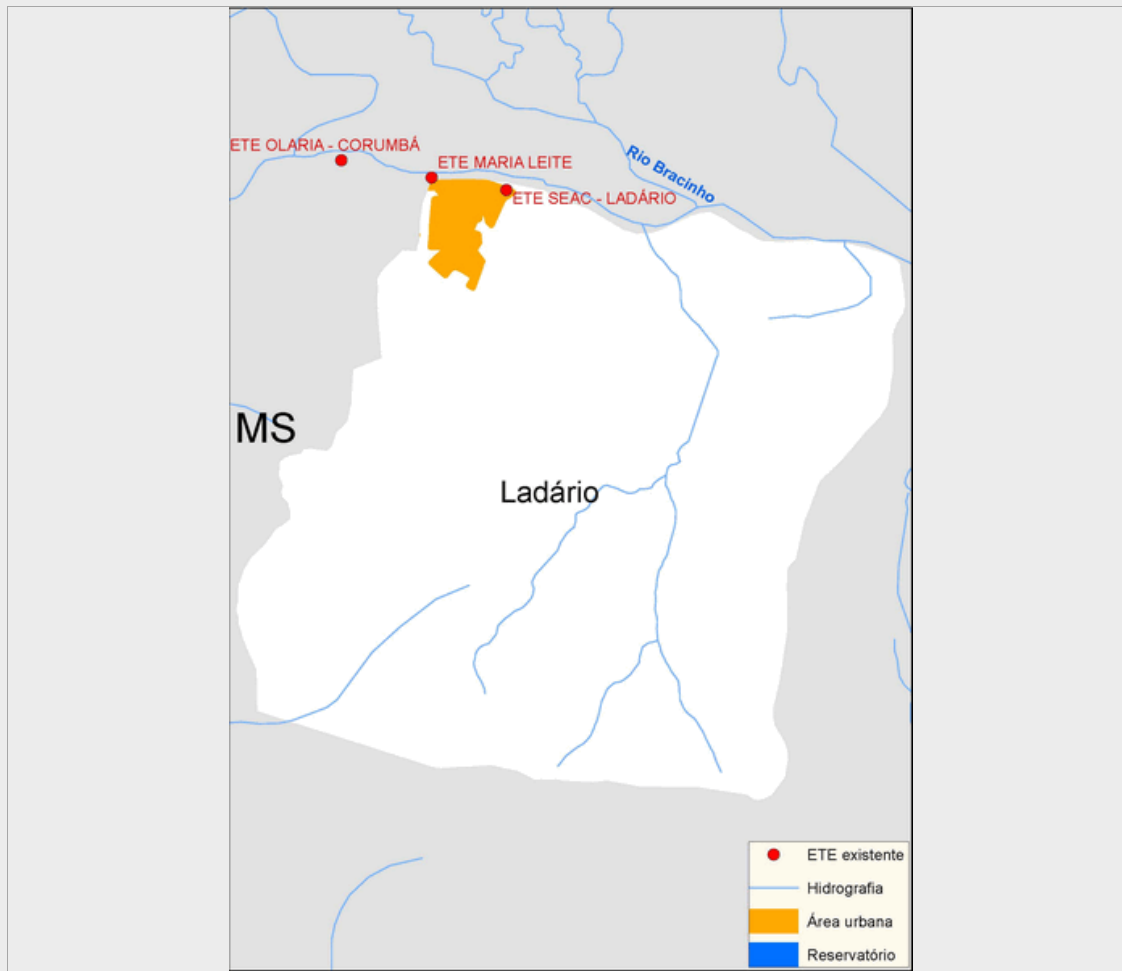 ETE OLARIA - CORUMBÁ
ETE MARIA LEITE
Rio Bracinho
ETE SEAC - LADÁRIO
MS
Ladário
ETE existente
Hidrografia
Área urbana
Reservatório